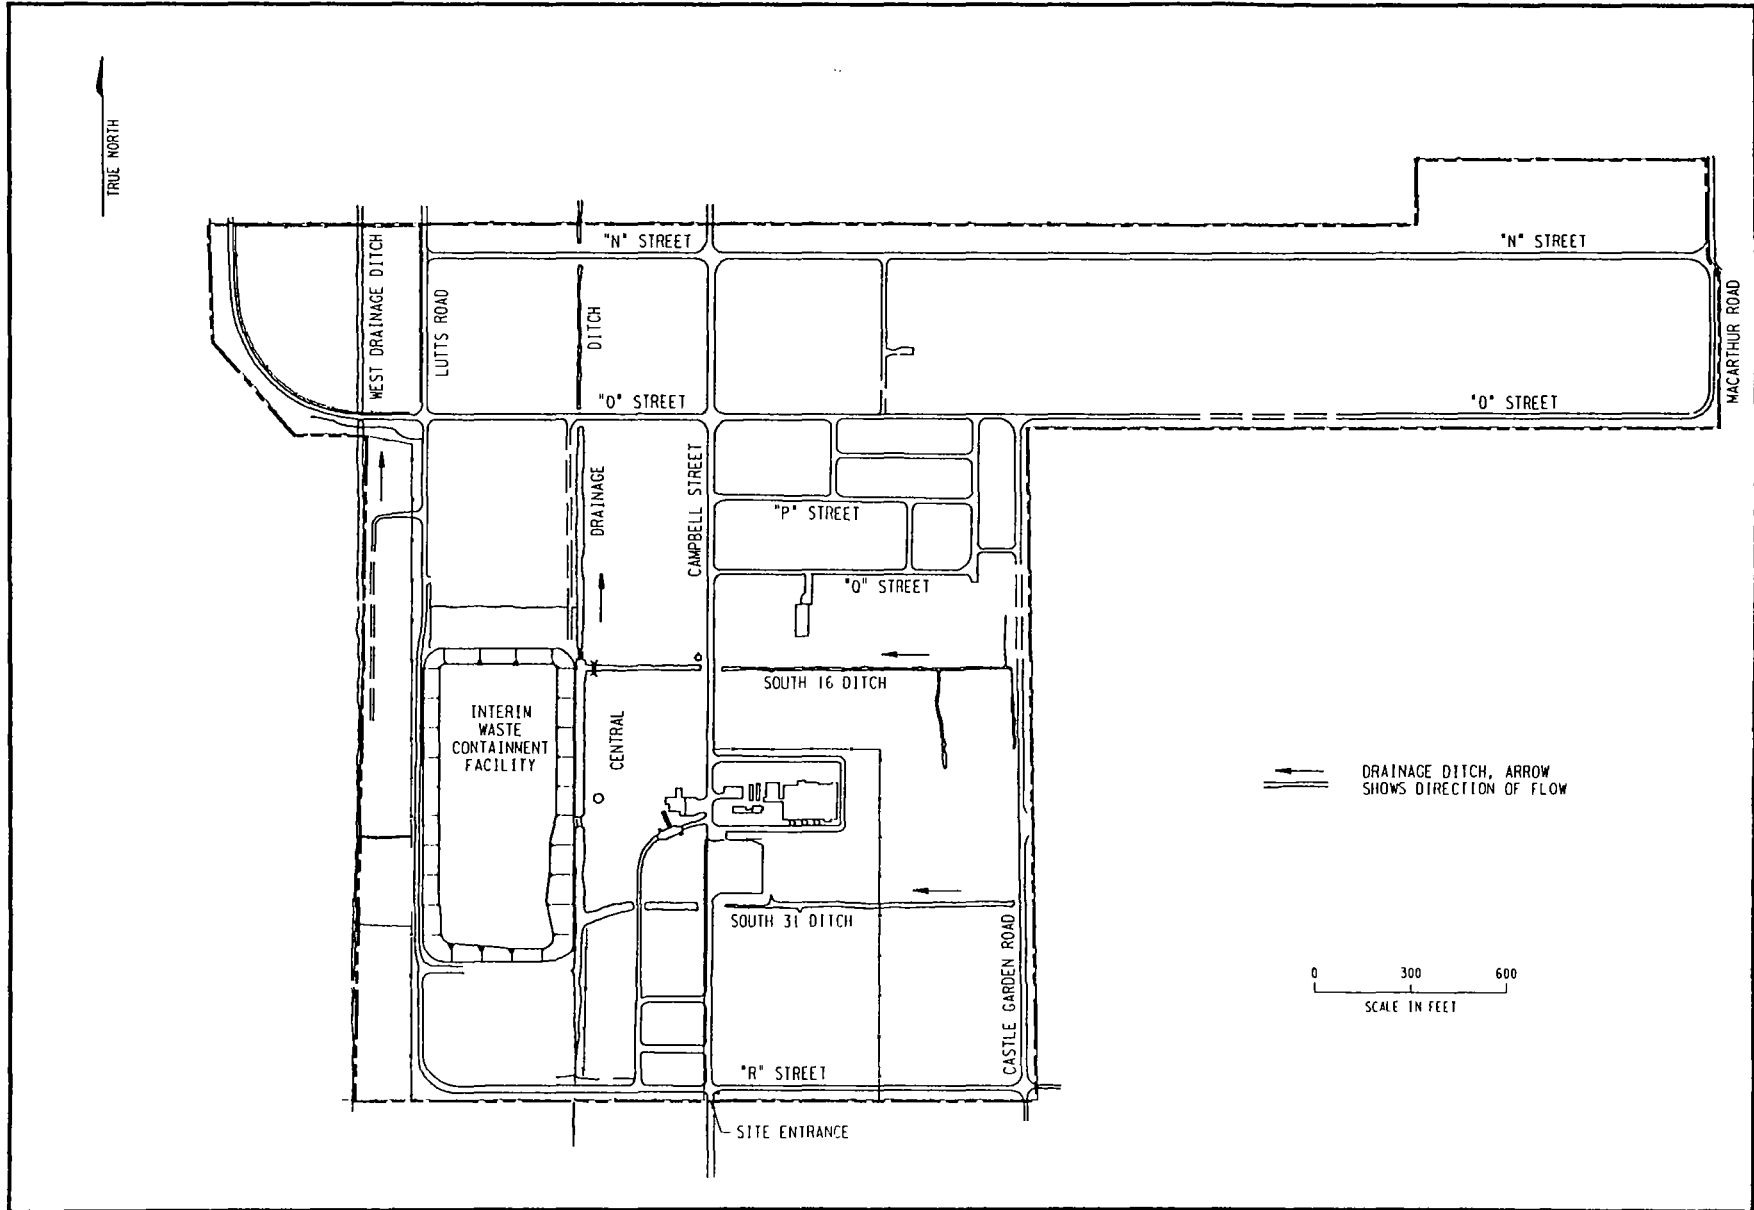 TRUE NORTH
"N" STREET
"N" STREET
WEST DRAINAGE DITCH
LUTTS ROAD
DITCH
MACARTHUR ROAD
"O" STREET
"O" STREET
CAMPBELL STREET
DRAINAGE
"P" STREET
"Q" STREET
SOUTH 16 DITCH
INTERIM
WASTE
CONTAINMENT
FACILITY
CENTRAL
DRAINAGE DITCH, ARROW
SHOWS DIRECTION OF FLOW
SOUTH 31 DITCH
CASTLE GARDEN ROAD
0 300 600
SCALE IN FEET
"R" STREET
SITE ENTRANCE